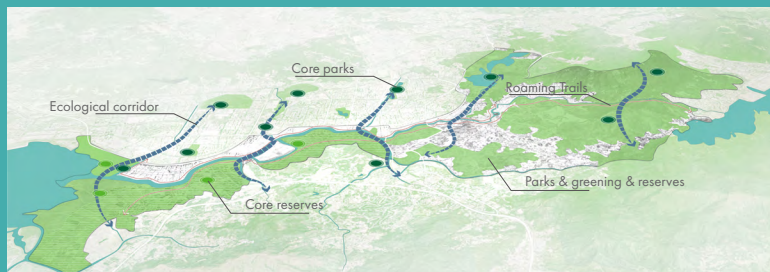 Core parks
Roaming Trails
Ecological corridor
Parks & greening & reserves
Core reserves